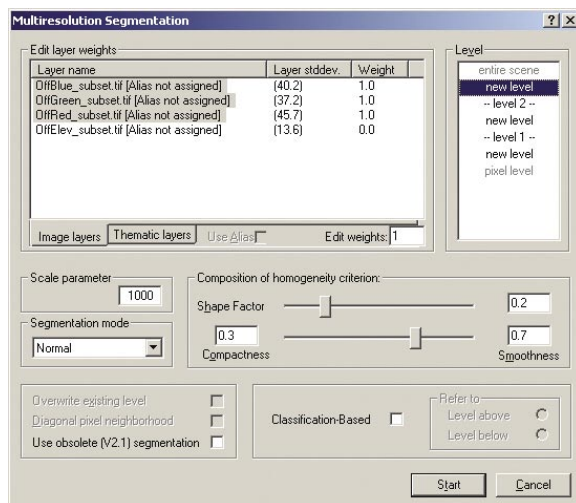 Multiresolution Segmentation
Edit layer weights
Layer name Layer stddev. Weight
OffBlue_subset.tif [Alias not assigned] (40.2) 1.0
OffGreen_subset.tif [Alias not assigned] (37.2) 1.0
OffRed_subset.tif [Alias not assigned] (45.7) 1.0
OffElev_subset.tif [Alias not assigned] (13.6) 0.0
Image layers Thematic layers Use Alias Edit weights: 1
Level
entire scene
new level
-- level 2 --
new level
-- level 1 --
new level
pixel level
Scale parameter
1000
Segmentation mode
Normal
Composition of homogeneity criterion:
Shape Factor 0.2
0.3 0.7
Compactness Smoothness
Overwrite existing level
Diagonal pixel neighborhood
Use obsolete (V2.1) segmentation
Classification-Based
Refer to
Level above
Level below
Start Cancel